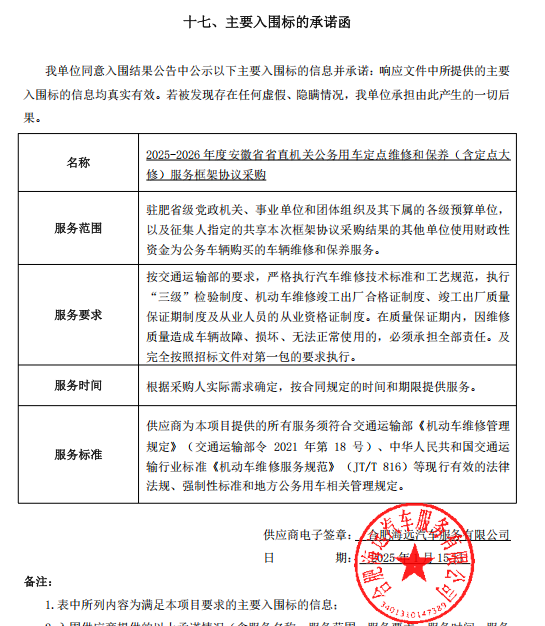 十七、主要入围标的承诺函
我单位同意入围结果公告中公示以下主要入围标的信息并承诺：响应文件中所提供的主要
入围标的信息均真实有效。若被发现存在任何虚假、隐瞒情况，我单位承担由此产生的一切后
果。
名称
2025-2026 年度安徽省省直机关公务用车定点维修和保养（含定点大
修）服务框架协议采购
服务范围
驻肥省级党政机关、事业单位和团体组织及其下属的各级预算单位，
以及征集人指定的共享本次框架协议采购结果的其他单位使用财政性
资金为公务车辆购买的车辆维修和保养服务。
服务要求
按交通运输部的要求，严格执行汽车维修技术标准和工艺规范，执行
“三级”检验制度、机动车维修竣工出厂合格证制度、竣工出厂质量
保证期制度及从业人员的从业资格证制度。在质量保证期内，因维修
质量造成车辆故障、损坏、无法正常使用的，必须承担全部责任。及
完全按照招标文件对第一包的要求执行。
服务时间
根据采购人实际需求确定，按合同规定的时间和期限提供服务。
服务标准
供应商为本项目提供的所有服务须符合交通运输部《机动车维修管理
规定》（交通运输部令 2021 年第 18 号）、中华人民共和国交通运
输行业标准《机动车维修服务规范》（JT/T 816）等现行有效的法律
法规、强制性标准和地方公务用车相关管理规定。
供应商电子签章：合肥海远汽车服务有限公司
日 期：2025年 月 15
合肥海远汽车服务有限公司
3401310147389
备注：
1.表中所列内容为满足本项目要求的主要入围标的信息；